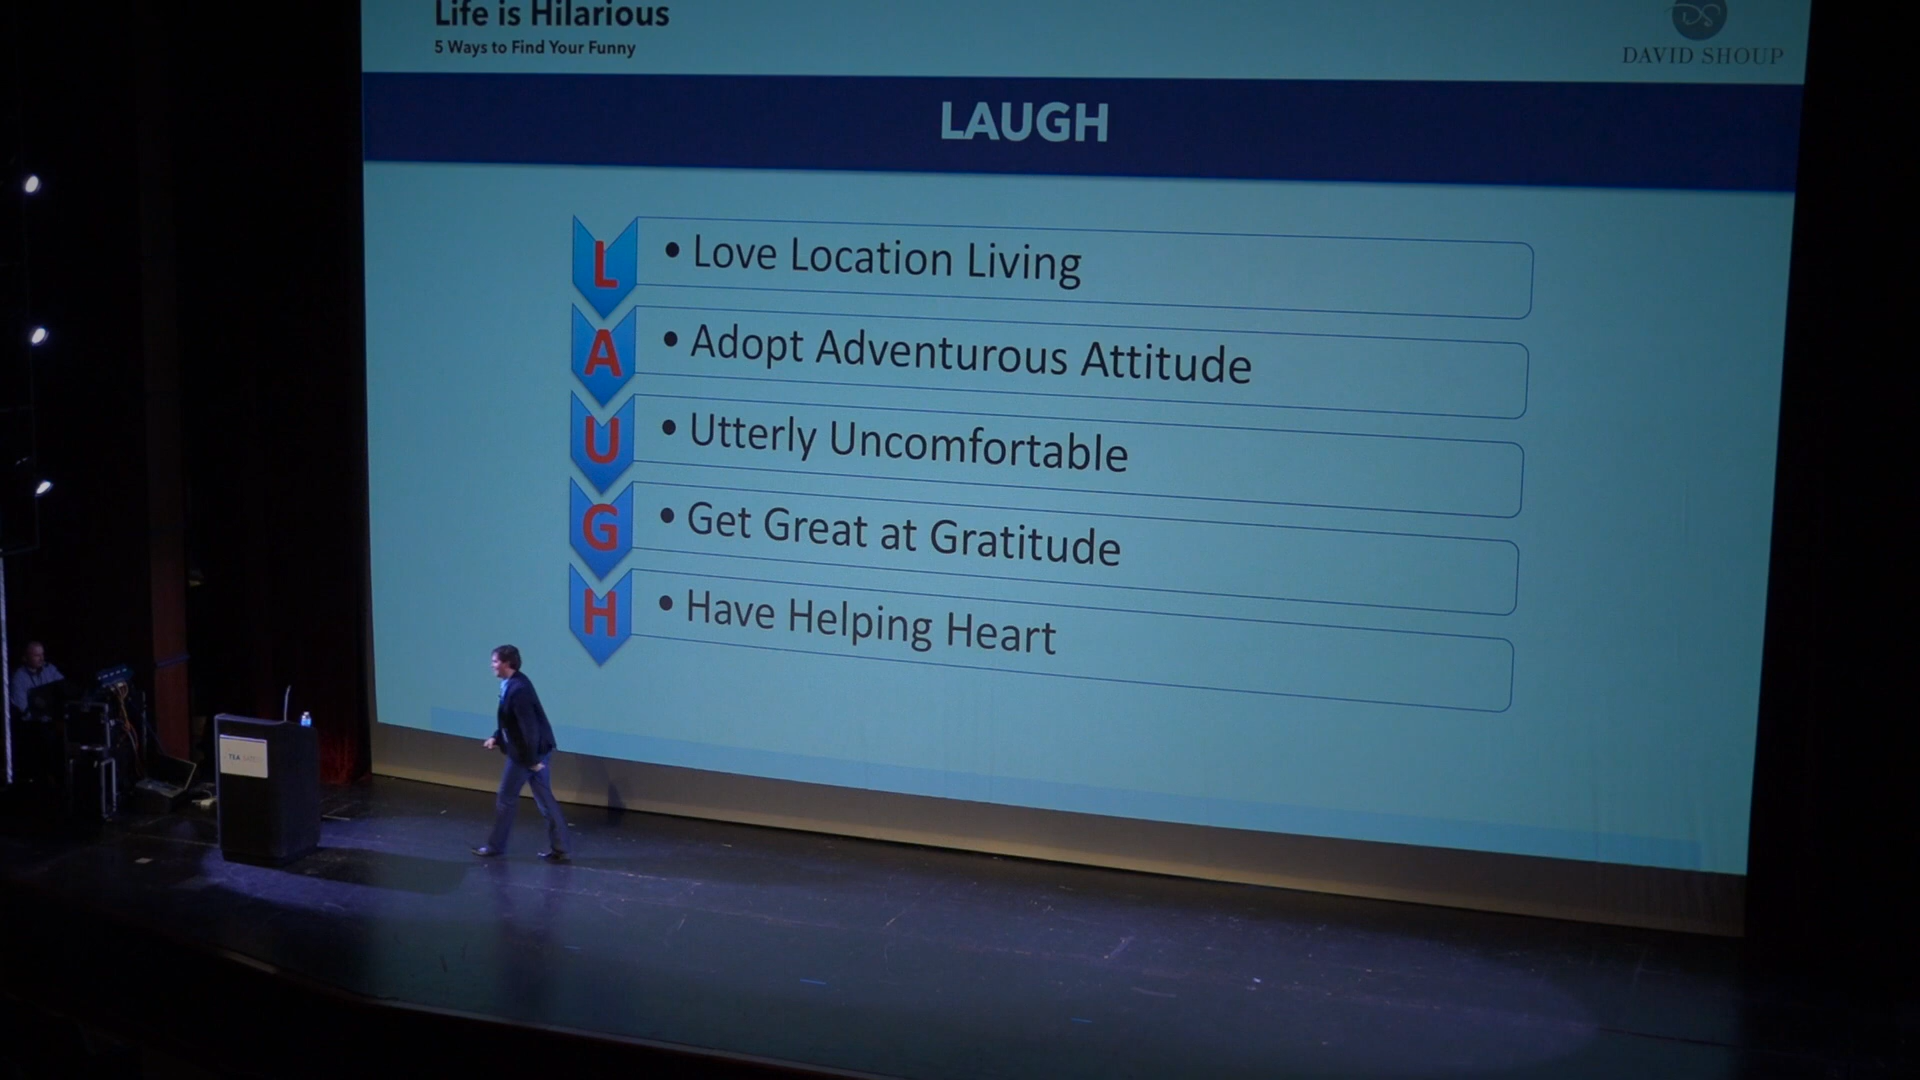 Life is Hilarious
5 Ways to Find Your Funny
DS
DAVID SHOUP
LAUGH
L • Love Location Living
A • Adopt Adventurous Attitude
U • Utterly Uncomfortable
G • Get Great at Gratitude
H • Have Helping Heart